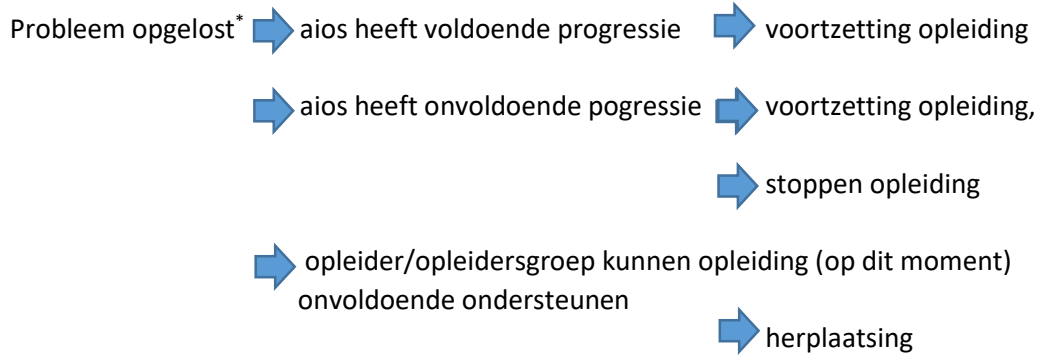 Probleem opgelost* aios heeft voldoende progressie voortzetting opleiding
aios heeft onvoldoende pogressie voortzetting opleiding,
stoppen opleiding
opleider/opleidersgroep kunnen opleiding (op dit moment)
onvoldoende ondersteunen
herplaatsing